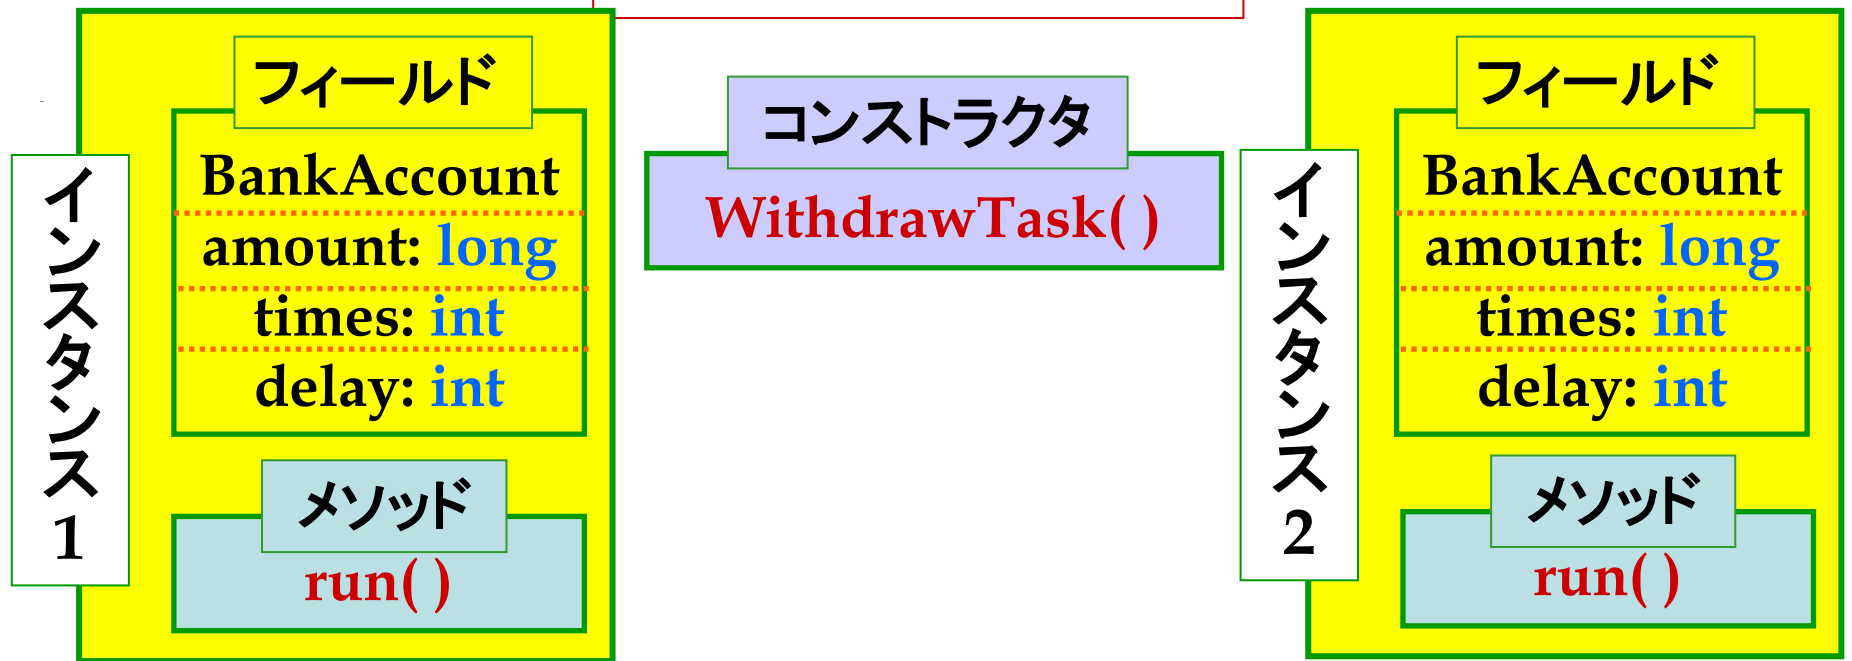 インスタンス1
フィールド
BankAccount
amount: long
times: int
delay: int
メソッド
run( )
コンストラクタ
WithdrawTask( )
インスタンス2
フィールド
BankAccount
amount: long
times: int
delay: int
メソッド
run( )